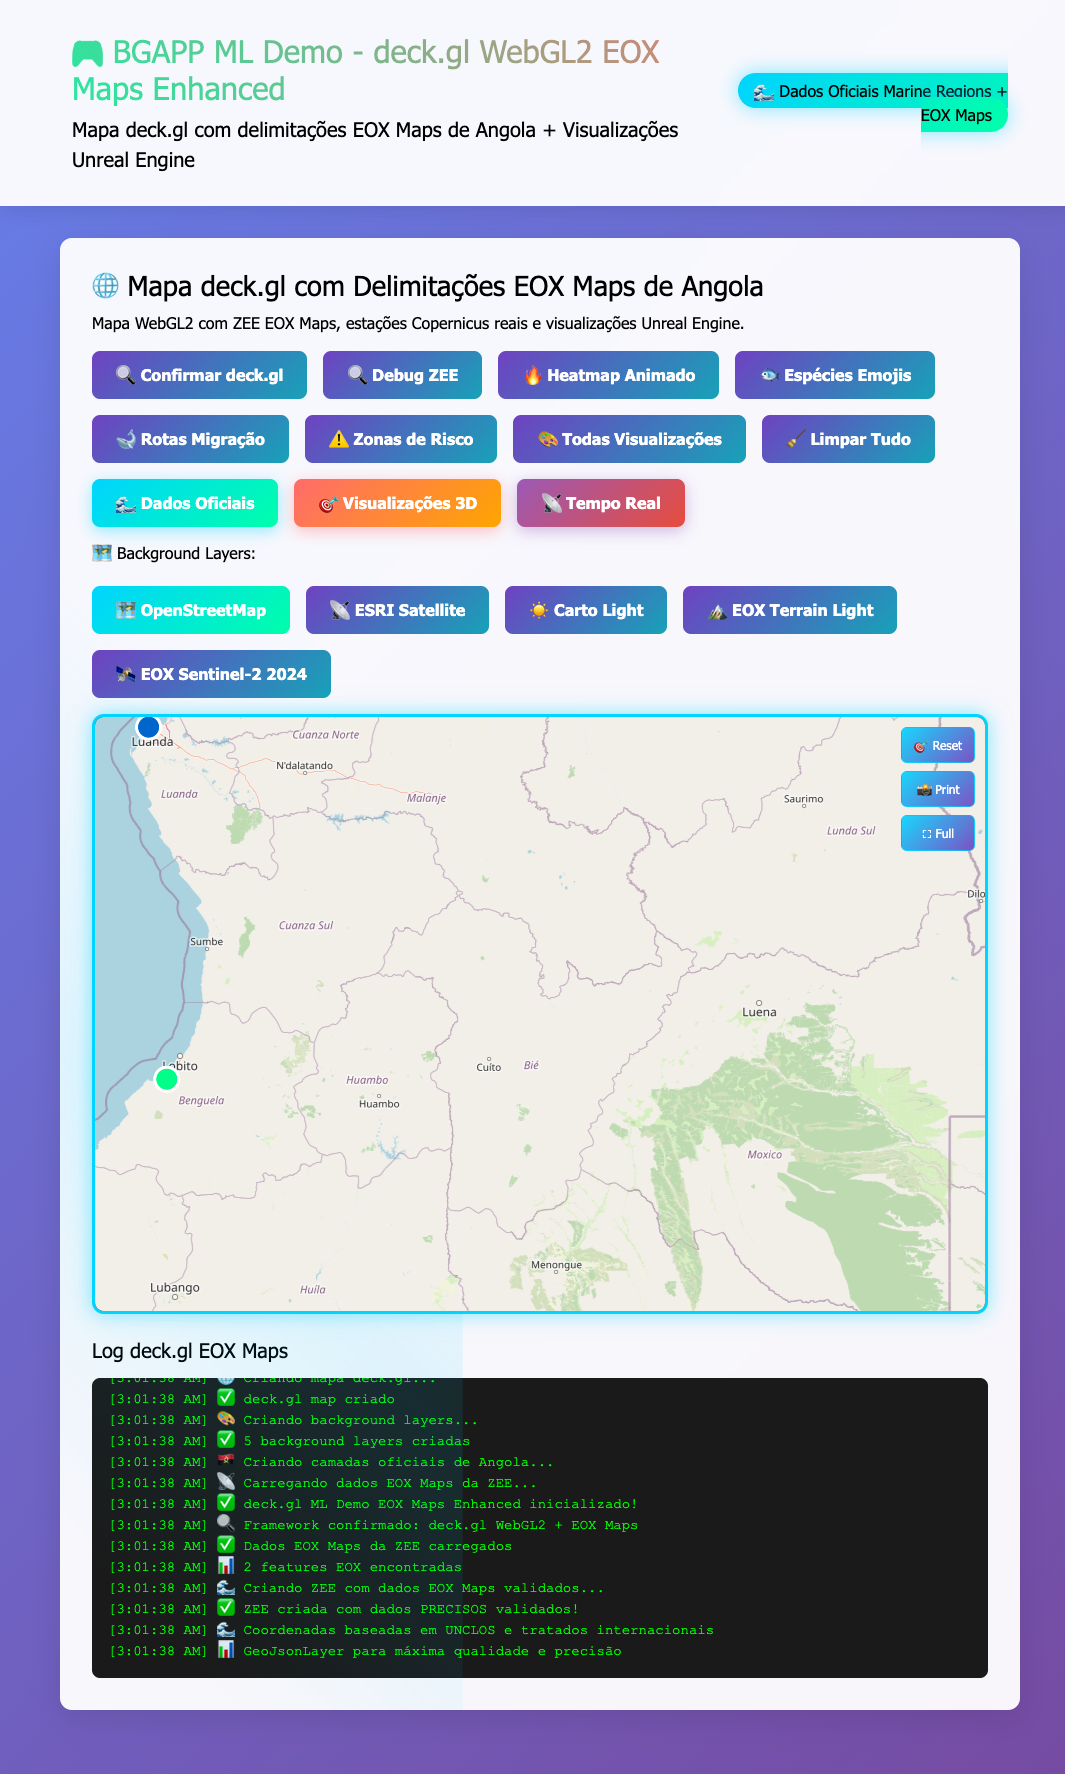 🎮 BGAPP ML Demo - deck.gl WebGL2 EOX
Maps Enhanced
Mapa deck.gl com delimitações EOX Maps de Angola + Visualizações
Unreal Engine
🌊 Dados Oficiais Marine Regions +
EOX Maps
🌐 Mapa deck.gl com Delimitações EOX Maps de Angola
Mapa WebGL2 com ZEE EOX Maps, estações Copernicus reais e visualizações Unreal Engine.
🔍 Confirmar deck.gl
🔍 Debug ZEE
🔥 Heatmap Animado
🐟 Espécies Emojis
🐋 Rotas Migração
⚠️ Zonas de Risco
🎨 Todas Visualizações
🧹 Limpar Tudo
🌊 Dados Oficiais
🎯 Visualizações 3D
📡 Tempo Real
🗺️ Background Layers:
🗺️ OpenStreetMap
📡 ESRI Satellite
☀️ Carto Light
⛰️ EOX Terrain Light
🛰️ EOX Sentinel-2 2024
Luanda
Cuanza Norte
N'dalatando
Luanda
Malanje
Saurimo
Lunda Sul
🎯 Reset
📸 Print
⛶ Full
Dilo
Cuanza Sul
Sumbe
Luena
Lobito
Cuíto
Bié
Huambo
Huambo
Benguela
Moxico
Menongue
Lubango
Huíla
Log deck.gl EOX Maps
[3:01:38 AM] 🌐 Criando mapa deck.gl...
[3:01:38 AM] ✅ deck.gl map criado
[3:01:38 AM] 🎨 Criando background layers...
[3:01:38 AM] ✅ 5 background layers criadas
[3:01:38 AM] 🇦🇴 Criando camadas oficiais de Angola...
[3:01:38 AM] 📡 Carregando dados EOX Maps da ZEE...
[3:01:38 AM] ✅ deck.gl ML Demo EOX Maps Enhanced inicializado!
[3:01:38 AM] 🔍 Framework confirmado: deck.gl WebGL2 + EOX Maps
[3:01:38 AM] ✅ Dados EOX Maps da ZEE carregados
[3:01:38 AM] 📊 2 features EOX encontradas
[3:01:38 AM] 🌊 Criando ZEE com dados EOX Maps validados...
[3:01:38 AM] ✅ ZEE criada com dados PRECISOS validados!
[3:01:38 AM] 🌊 Coordenadas baseadas em UNCLOS e tratados internacionais
[3:01:38 AM] 📊 GeoJsonLayer para máxima qualidade e precisão